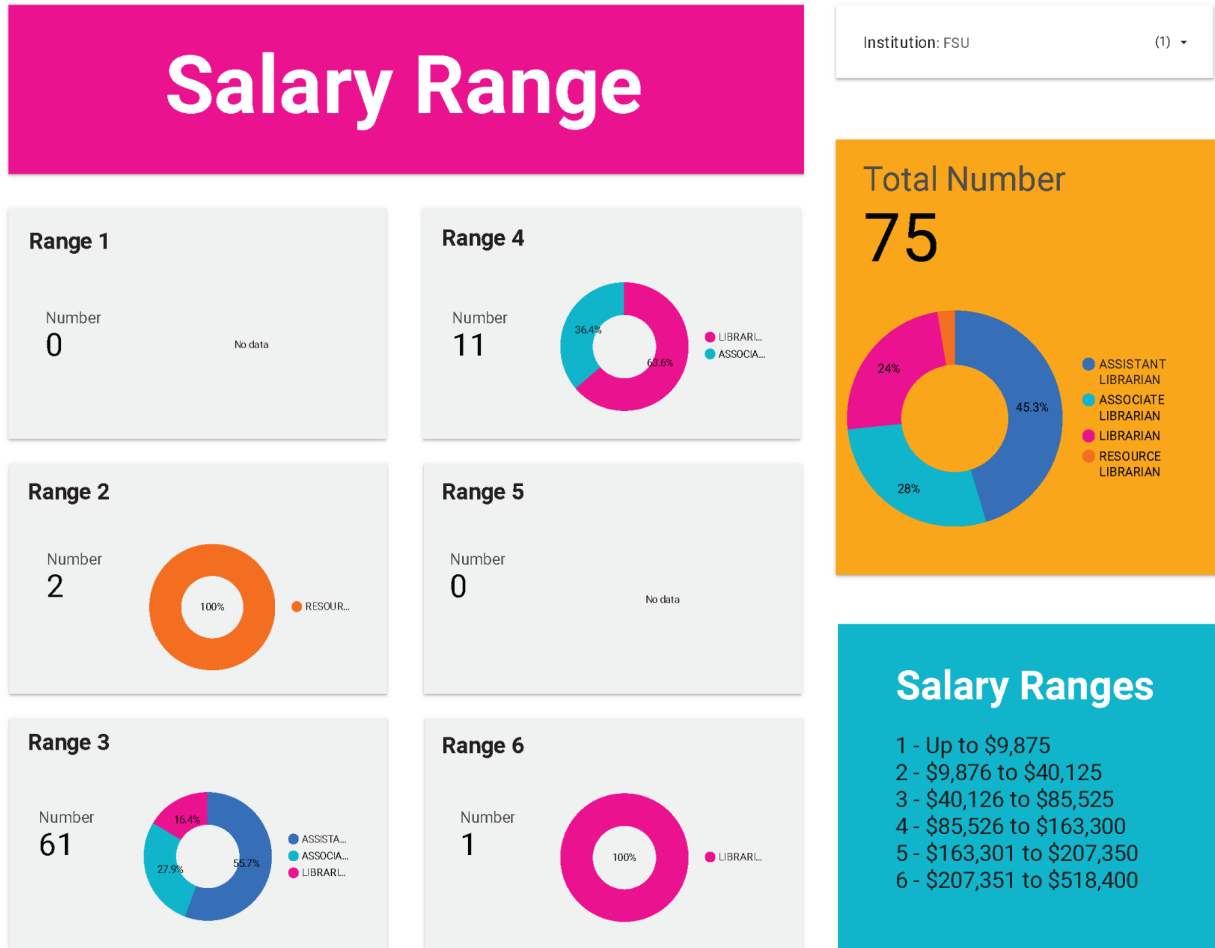 Salary Range
Institution: FSU (1)
Total Number
75
24%
45.3%
28%
ASSISTANT
LIBRARIAN
ASSOCIATE
LIBRARIAN
LIBRARIAN
RESOURCE
LIBRARIAN
Range 1
Number
0
No data
Range 4
Number
11
36.4%
63.6%
LIBRARI...
ASSOCIA...
Range 2
Number
2
100%
RESOUR...
Range 5
Number
0
No data
Range 3
Number
61
16.4%
27.9%
55.7%
ASSISTA...
ASSOCIA...
LIBRARI...
Range 6
Number
1
100%
LIBRARI...
Salary Ranges
1 - Up to $9,875
2 - $9,876 to $40,125
3 - $40,126 to $85,525
4 - $85,526 to $163,300
5 - $163,301 to $207,350
6 - $207,351 to $518,400